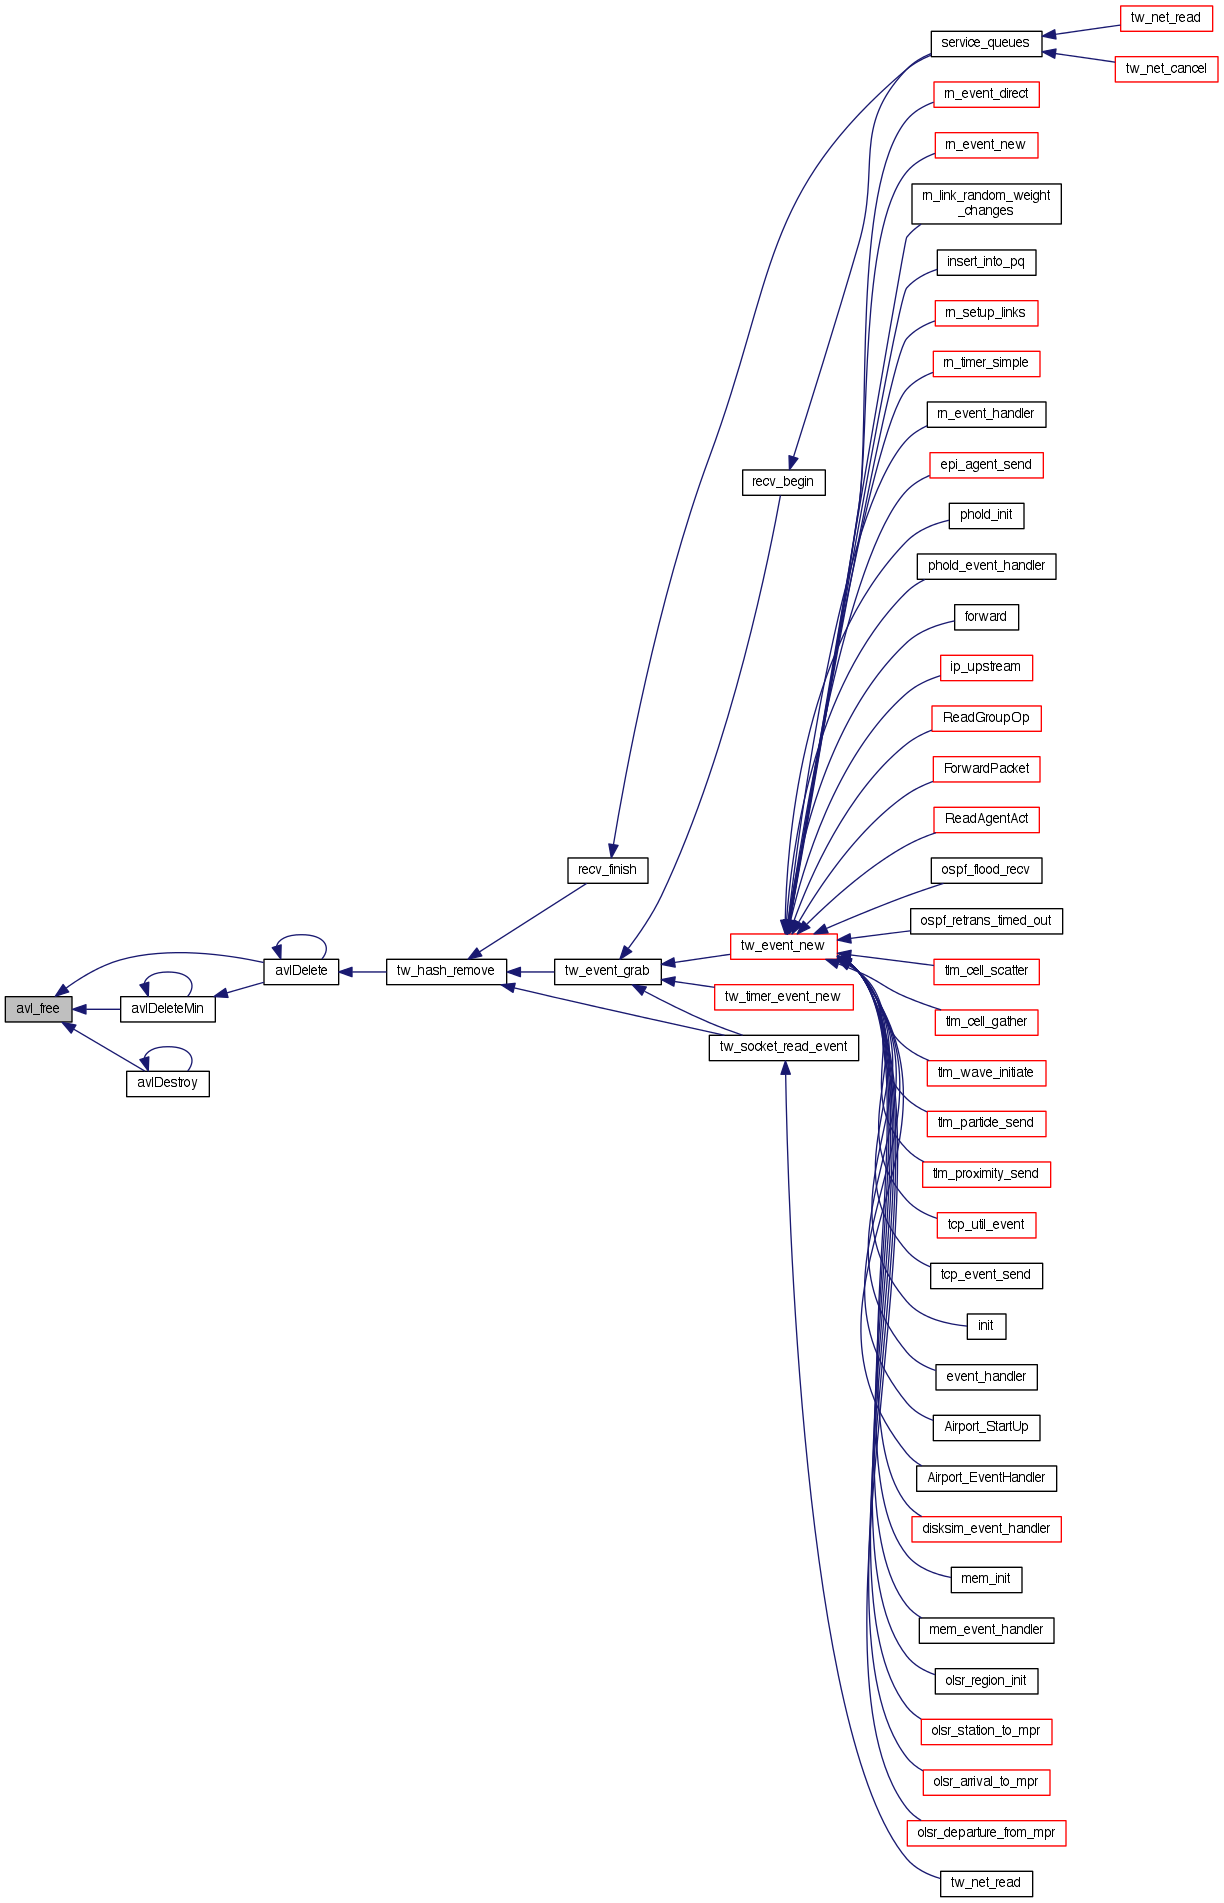 tw_net_read
service_queues
tw_net_cancel
rn_event_direct
rn_event_new
rn_link_random_weight
_changes
insert_into_pq
rn_setup_links
rn_timer_simple
rn_event_handler
epi_agent_send
recv_begin
phold_init
phold_event_handler
forward
ip_upstream
ReadGroupOp
ForwardPacket
ReadAgentAct
recv_finish
ospf_flood_recv
ospf_retrans_timed_out
tw_event_new
avlDelete
tw_hash_remove
tw_event_grab
tlm_cell_scatter
tw_timer_event_new
avl_free
avlDeleteMin
tlm_cell_gather
tw_socket_read_event
tlm_wave_initiate
avlDestroy
tlm_particle_send
tlm_proximity_send
tcp_util_event
tcp_event_send
init
event_handler
Airport_StartUp
Airport_EventHandler
disksim_event_handler
mem_init
mem_event_handler
olsr_region_init
olsr_station_to_mpr
olsr_arrival_to_mpr
olsr_departure_from_mpr
tw_net_read